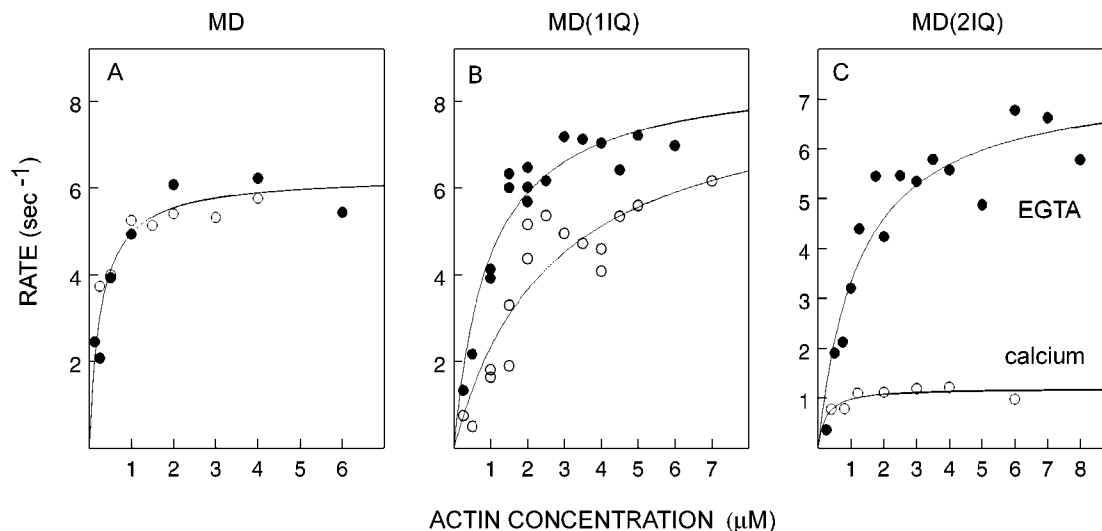 MD MD(1IQ) MD(2IQ)
A B C
RATE (sec⁻¹)
8
6
4
2
8
6
4
2
7
6
5
4
3
2
1
EGTA
calcium
1 2 3 4 5 6
1 2 3 4 5 6 7
1 2 3 4 5 6 7 8
ACTIN CONCENTRATION (μM)